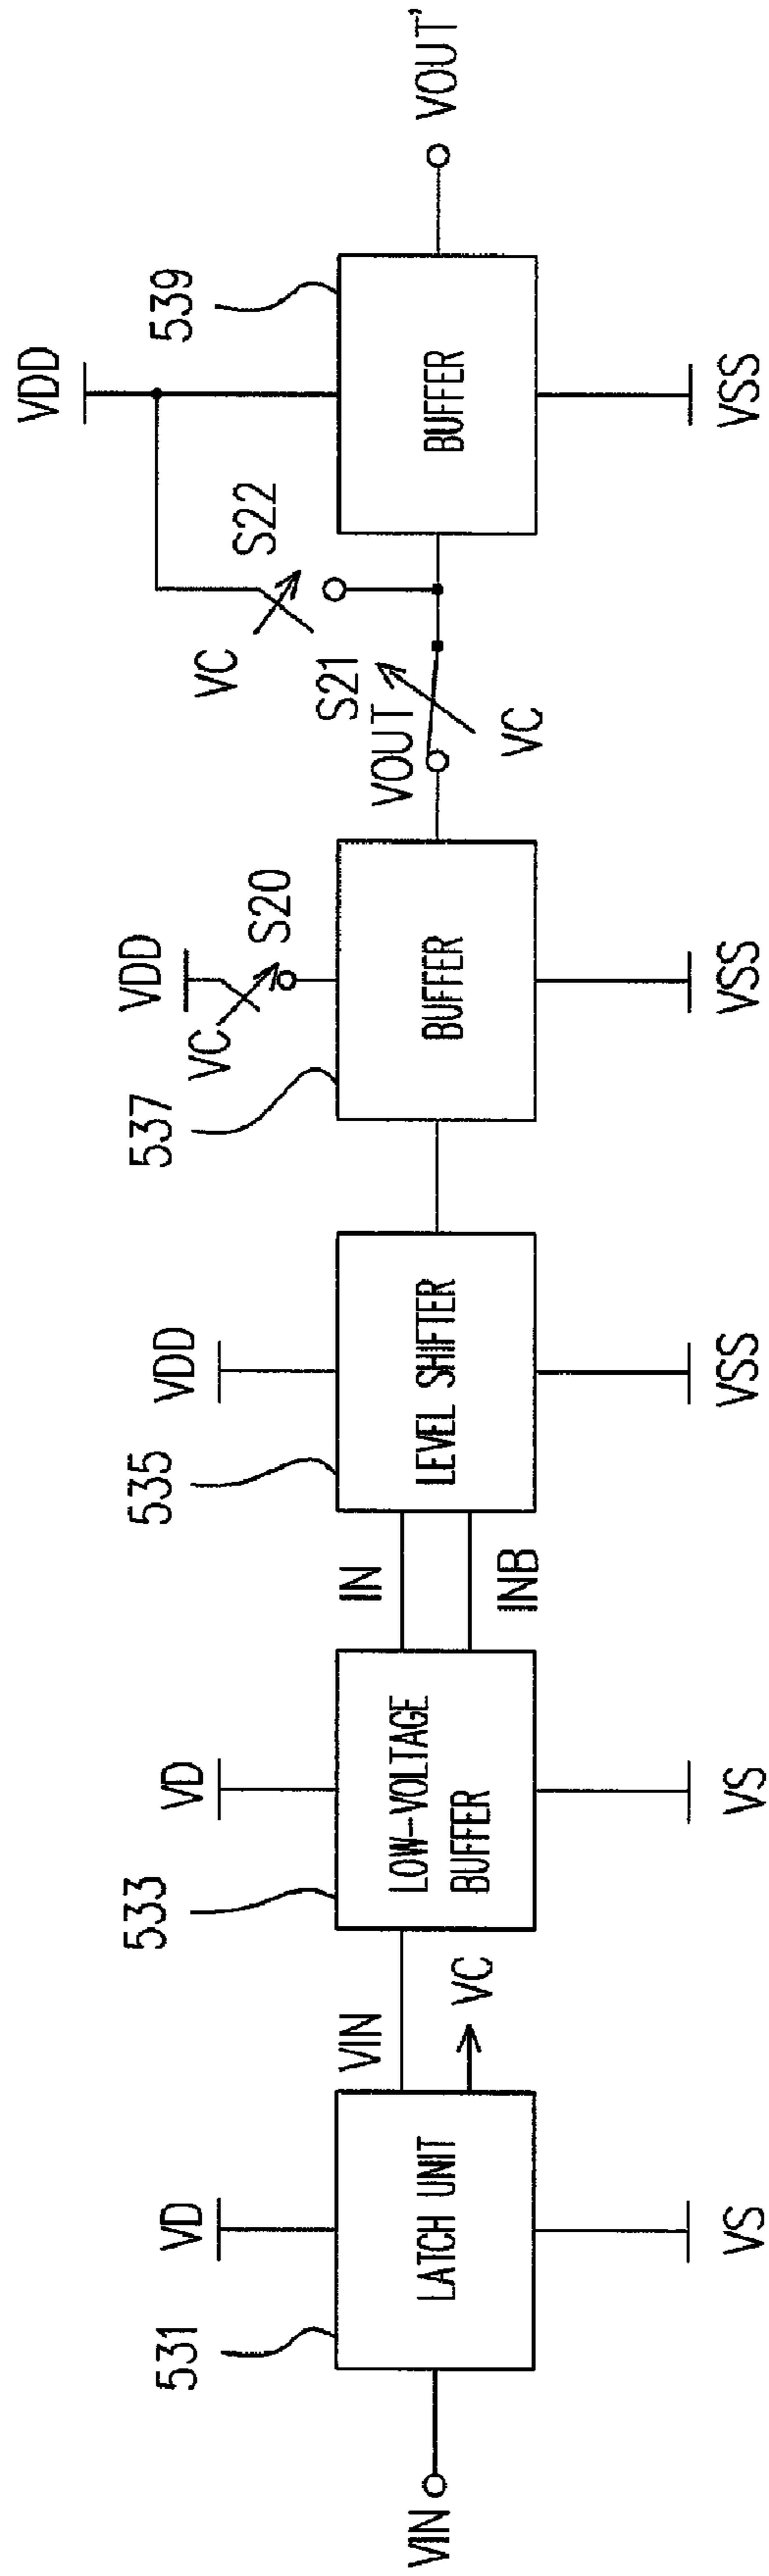 VIN
531
VD
LATCH UNIT
VS
VIN
VC
533
VD
LOW-VOLTAGE
BUFFER
VS
IN
INB
535
VDD
LEVEL SHIFTER
VSS
537
VC
VDD
S20
BUFFER
VSS
VOUT
S21
VC
VC
S22
VDD
539
BUFFER
VSS
VOUT'